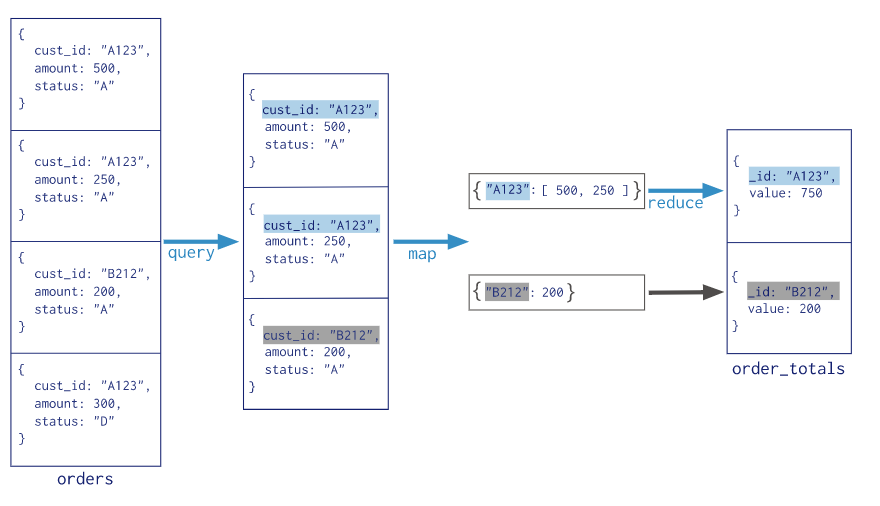 {
cust_id: "A123",
amount: 500,
status: "A"
}
{
cust_id: "A123",
amount: 250,
status: "A"
}
{
cust_id: "B212",
amount: 200,
status: "A"
}
{
cust_id: "A123",
amount: 300,
status: "D"
}
orders
query
{
cust_id: "A123",
amount: 500,
status: "A"
}
{
cust_id: "A123",
amount: 250,
status: "A"
}
{
cust_id: "B212",
amount: 200,
status: "A"
}
map
{"A123": [ 500, 250 ]}
{"B212": 200}
reduce
{
_id: "A123",
value: 750
}
{
_id: "B212",
value: 200
}
order_totals